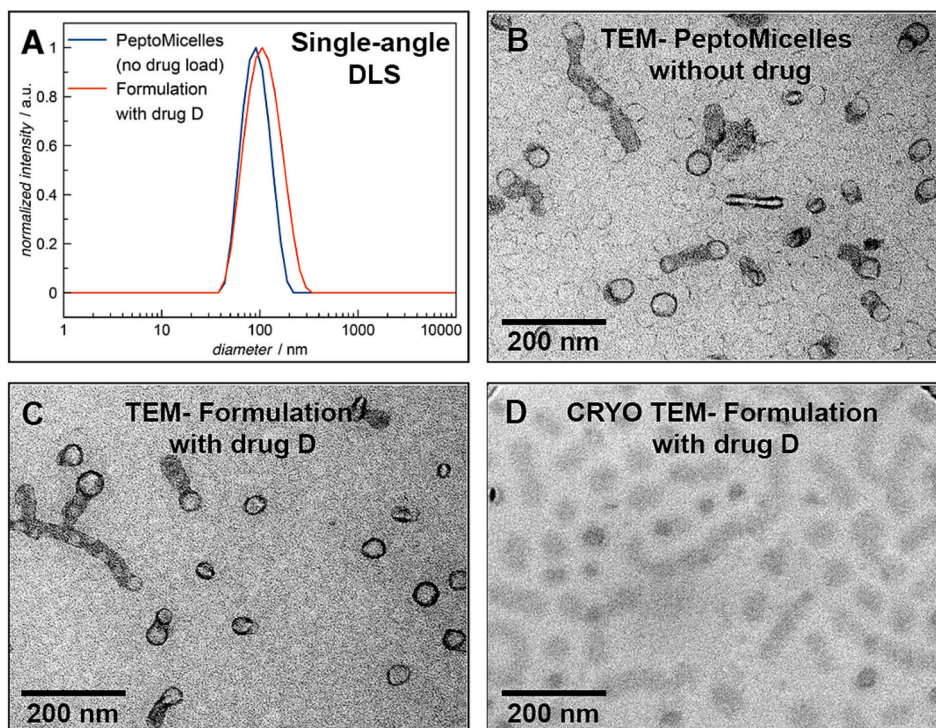 A
Single-angle
DLS
PeptoMicelles
(no drug load)
Formulation
with drug D
normalized intensity / a.u.
1
0.8
0.6
0.4
0.2
0
1
10
100
1000
10000
diameter / nm
B
TEM- PeptoMicelles
without drug
200 nm
C
TEM- Formulation
with drug D
200 nm
D
CRYO TEM- Formulation
with drug D
200 nm